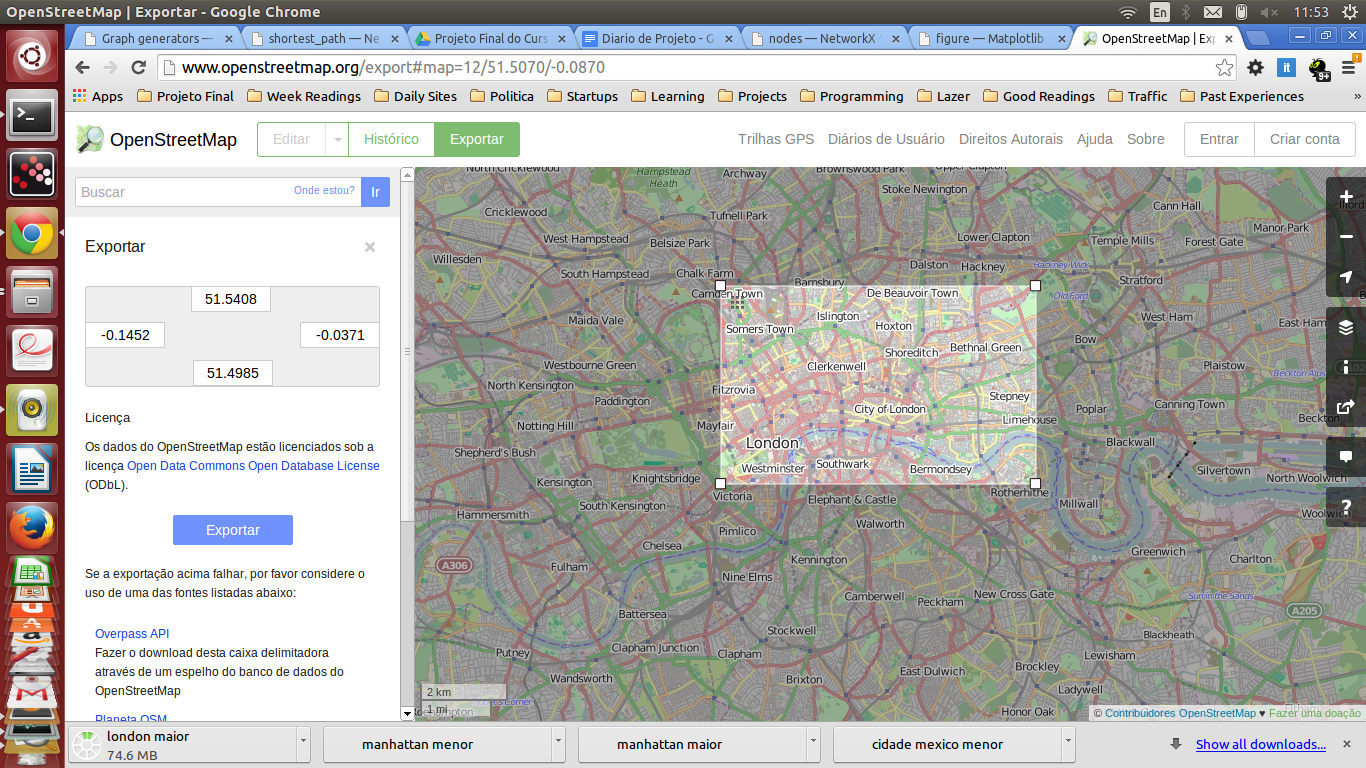 OpenStreetMap | Exportar - Google Chrome
En
11:53
Graph generators —
shortest_path — Ne
Projeto Final do Curs
Diario de Projeto - G
nodes — NetworkX
figure — Matplotlib
OpenStreetMap | Exp
www.openstreetmap.org/export#map=12/51.5070/-0.0870
it
9+
Apps
Projeto Final
Week Readings
Daily Sites
Politica
Startups
Learning
Projects
Programming
Lazer
Good Readings
Traffic
Past Experiences
»
OpenStreetMap
Editar
Histórico
Exportar
Trilhas GPS
Diários de Usuário
Direitos Autorais
Ajuda
Sobre
Entrar
Criar conta
Buscar
Onde estou?
Ir
Exportar
×
51.5408
-0.1452
-0.0371
51.4985
Licença
Os dados do OpenStreetMap estão licenciados sob a
licença Open Data Commons Open Database License
(ODbL).
Exportar
Se a exportação acima falhar, por favor considere o
uso de uma das fontes listadas abaixo:
Overpass API
Fazer o download desta caixa delimitadora
através de um espelho do banco de dados do
OpenStreetMap
Planeta OSM
North Cricklewood
Hampstead
Heath
Archway
Brownswood Park
Upper Clapton
Stoke Newington
Cricklewood
Tufnell Park
Cann Hall
Ilford
Manor Park
West Hampstead
Belsize Park
Lower Clapton
Temple Mills
Forest Gate
Willesden
South Hampstead
Chalk Farm
Dalston
Hackney
Hackney Wick
Stratford
Camden Town
Barnsbury
De Beauvoir Town
Old Ford
Maida Vale
Somers Town
Islington
Hoxton
West Ham
East Ham
Bow
Westbourne Green
Clerkenwell
Shoreditch
Bethnal Green
Plaistow
Beckton Alps
North Kensington
Paddington
Fitzrovia
City of London
Stepney
Poplar
Canning Town
Beckton
Notting Hill
Mayfair
London
Limehouse
Blackwall
Shepherd's Bush
Kensington
Knightsbridge
Westminster
Southwark
Bermondsey
Silvertown
North Woolwich
South Kensington
Victoria
Elephant & Castle
Rotherhithe
Millwall
Woolwic
Hammersmith
Pimlico
Walworth
Chelsea
Kennington
Greenwich
Charlton
A306
Fulham
Nine Elms
Camberwell
Peckham
New Cross Gate
Sun in the Sands
A205
Battersea
Stockwell
Blackheath
Putney
Clapham Junction
Clapham
East Dulwich
Brockley
Lewisham
Wandsworth
Brixton
Ladywell
Honor Oak
2 km
1 mi
© Contribuidores OpenStreetMap ♥ Fazer uma doação
london maior
74.6 MB
manhattan menor
manhattan maior
cidade mexico menor
Show all downloads...